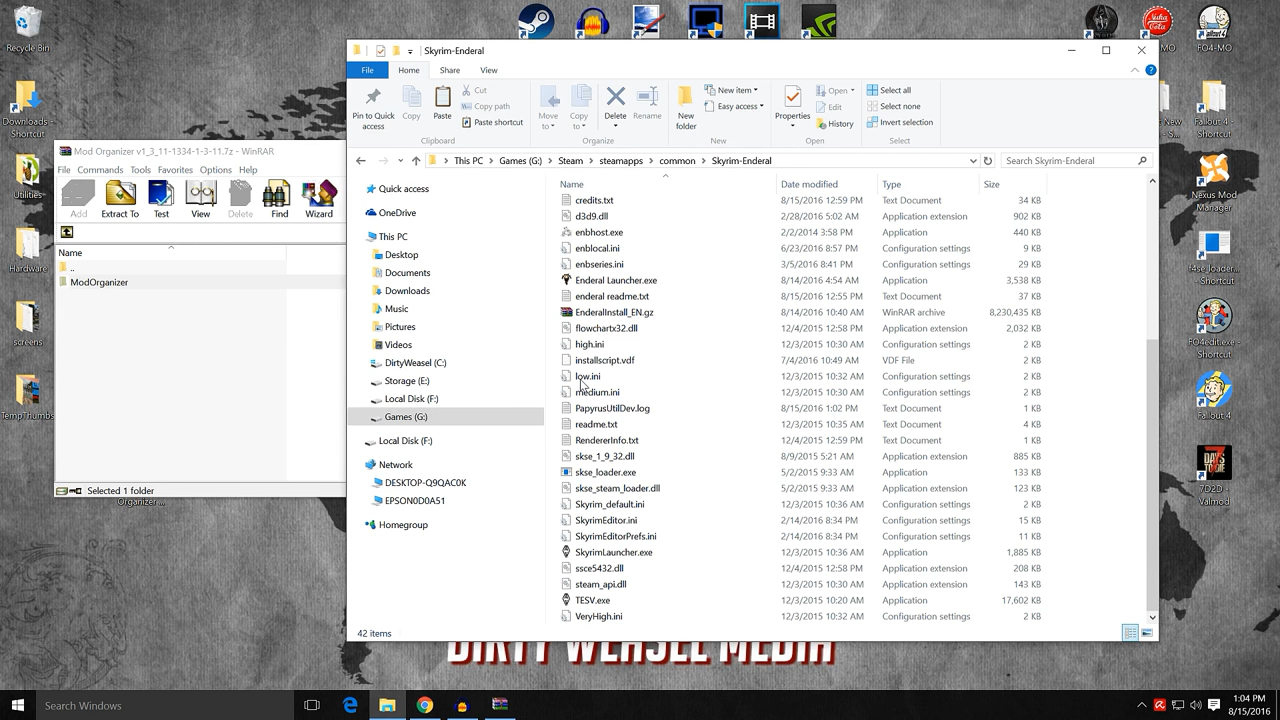 Recycle Bin
Downloads -
Shortcut
Utilities-
Hardware
screens
TempThumbs
Mod Organizer v1_3_11-1334-1-3-11.7z - WinRAR
File Commands Tools Favorites Options Help
Add Extract To Test View Delete Find Wizard
Name
..
ModOrganizer
Selected 1 folder
Organizer ...
Skyrim-Enderal
File Home Share View
Pin to Quick
access
Copy
Paste
Cut
Copy path
Paste shortcut
Clipboard
Move
to
Copy
to
Delete
Rename
Organize
New
folder
New item
Easy access
New
Properties
Open
Edit
History
Open
Select all
Select none
Invert selection
Select
This PC Games (G:) Steam steamapps common Skyrim-Enderal
Search Skyrim-Enderal
Quick access
OneDrive
This PC
Desktop
Documents
Downloads
Music
Pictures
Videos
DirtyWeasel (C:)
Storage (E:)
Local Disk (F:)
Games (G:)
Local Disk (F:)
Network
DESKTOP-Q9QAC0K
EPSON0D0A51
Homegroup
Name Date modified Type Size
credits.txt 8/15/2016 12:59 PM Text Document 34 KB
d3d9.dll 2/28/2016 5:02 AM Application extension 902 KB
enbhost.exe 2/2/2014 3:58 PM Application 440 KB
enblocal.ini 6/23/2016 8:57 PM Configuration settings 9 KB
enbseries.ini 3/5/2016 8:41 PM Configuration settings 29 KB
Enderal Launcher.exe 8/14/2016 4:54 AM Application 3,538 KB
enderal readme.txt 8/15/2016 12:55 PM Text Document 37 KB
EnderalInstall_EN.gz 8/14/2016 10:40 AM WinRAR archive 8,230,435 KB
flowchartx32.dll 12/4/2015 12:58 PM Application extension 2,032 KB
high.ini 12/3/2015 10:30 AM Configuration settings 2 KB
installscript.vdf 7/4/2016 10:49 AM VDF File 2 KB
low.ini 12/3/2015 10:32 AM Configuration settings 2 KB
medium.ini 12/3/2015 10:30 AM Configuration settings 2 KB
PapyrusUtilDev.log 8/15/2016 1:02 PM Text Document 1 KB
readme.txt 12/3/2015 10:35 AM Text Document 4 KB
RendererInfo.txt 12/4/2015 12:59 PM Text Document 1 KB
skse_1_9_32.dll 8/9/2015 5:21 AM Application extension 885 KB
skse_loader.exe 5/2/2015 9:33 AM Application 133 KB
skse_steam_loader.dll 5/2/2015 9:33 AM Application extension 123 KB
Skyrim_default.ini 12/3/2015 10:36 AM Configuration settings 2 KB
SkyrimEditor.ini 2/14/2016 8:34 PM Configuration settings 15 KB
SkyrimEditorPrefs.ini 2/14/2016 8:34 PM Configuration settings 11 KB
SkyrimLauncher.exe 12/3/2015 10:36 AM Application 1,885 KB
ssce5432.dll 12/4/2015 12:58 PM Application extension 208 KB
steam_api.dll 12/3/2015 10:30 AM Application extension 143 KB
TESV.exe 12/3/2015 10:20 AM Application 17,602 KB
VeryHigh.ini 12/3/2015 10:32 AM Configuration settings 2 KB
42 items
-MO
FO4-MO
Fallout 4 -
Shortcut
Nexus Mod
Manager
f4se_loader...
Shortcut
FO4edit.exe -
Shortcut
Fallout 4
7D2D -
Valmod
DIRTY WEASEL MEDIA
Search Windows
1:04 PM
8/15/2016